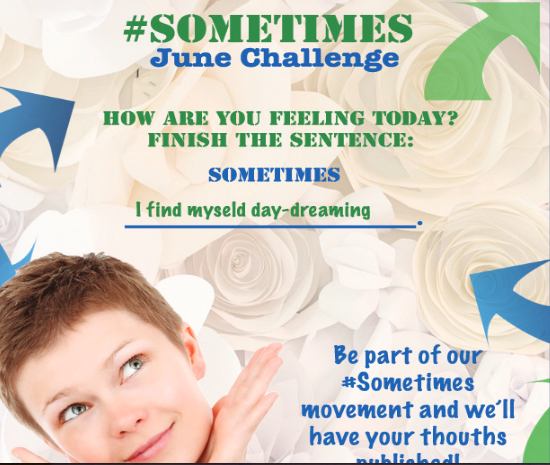 #SOMETIMES
June Challenge
HOW ARE YOU FEELING TODAY?
FINISH THE SENTENCE:
SOMETIMES
I find myseld day-dreaming
.
Be part of our
#Sometimes
movement and we'll
have your thouths
published!